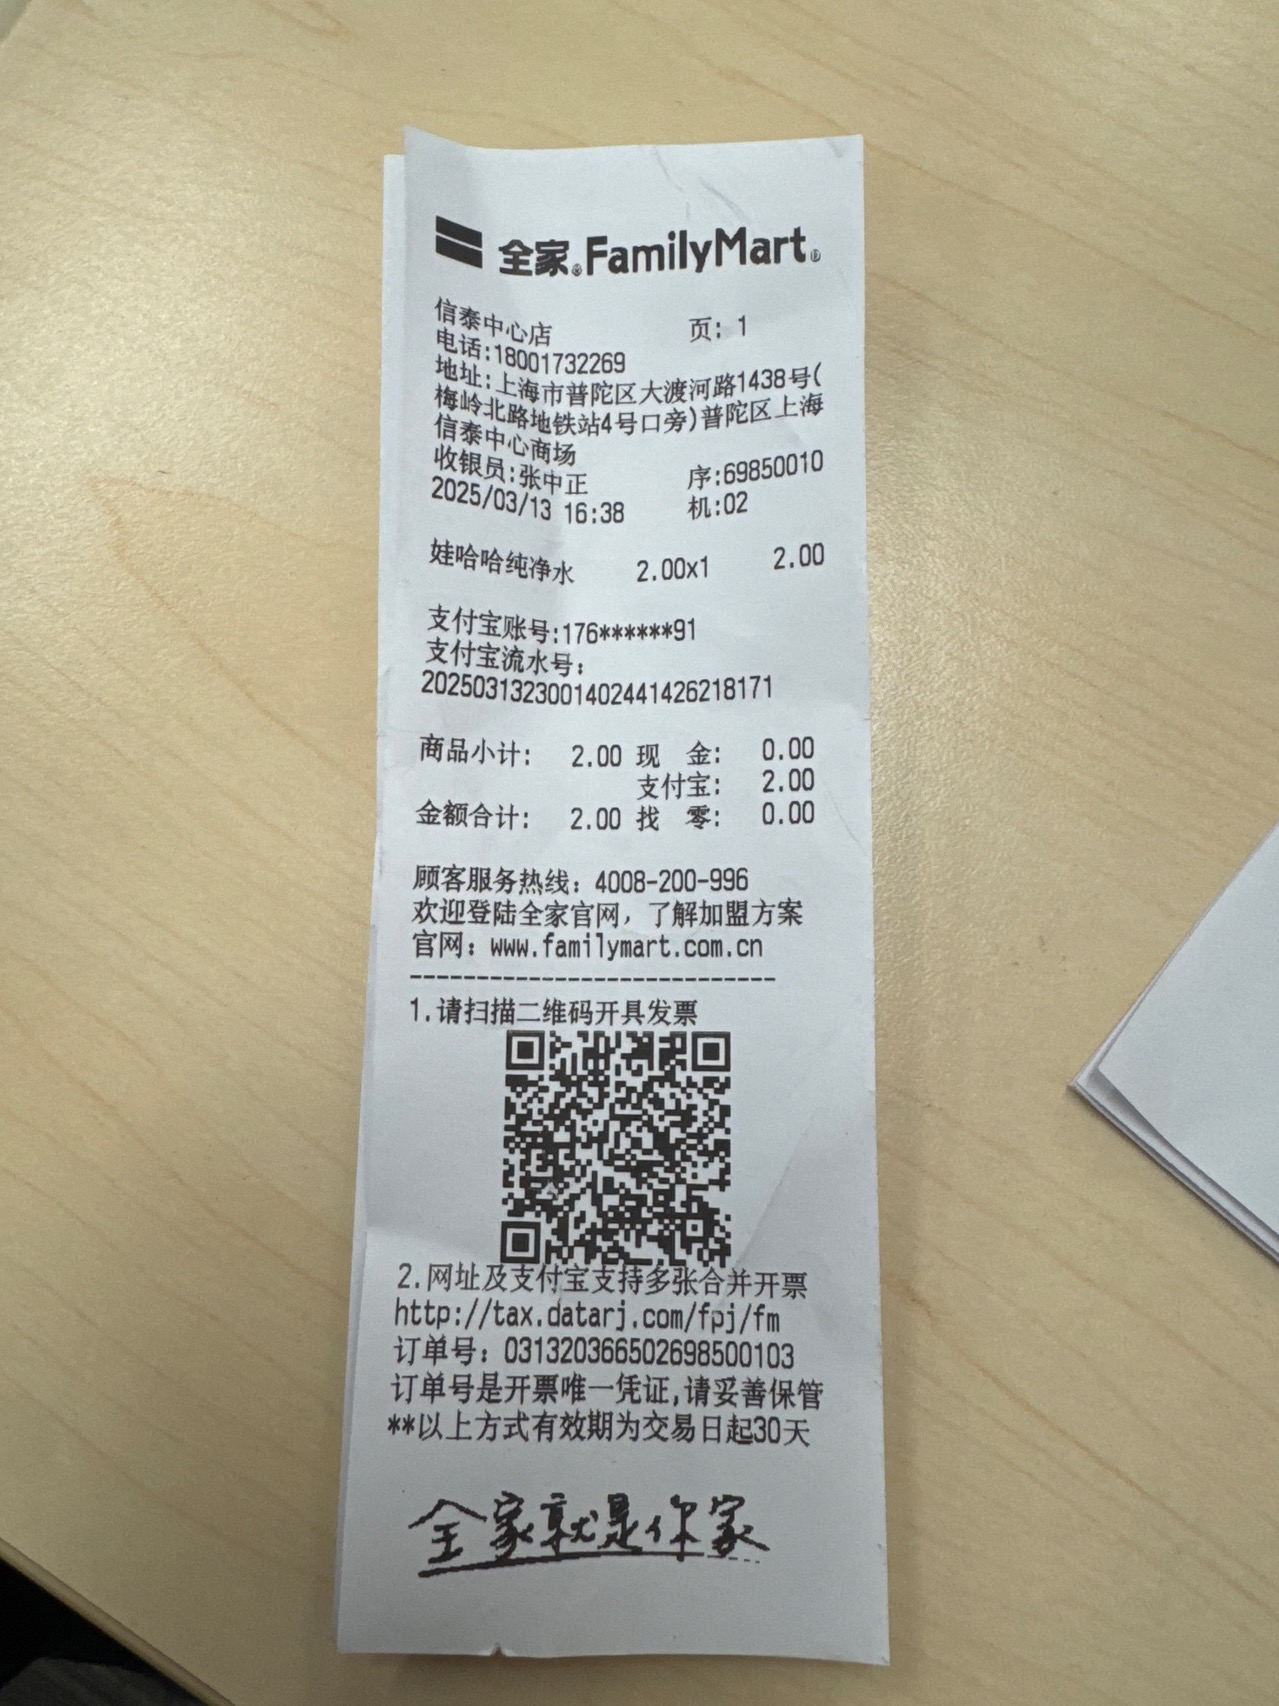 全家® FamilyMart®
信泰中心店 页: 1
电话:18001732269
地址:上海市普陀区大渡河路1438号(
梅岭北路地铁站4号口旁)普陀区上海
信泰中心商场
收银员:张中正 序:69850010
2025/03/13 16:38 机:02
娃哈哈纯净水 2.00x1 2.00
支付宝账号:176******91
支付宝流水号:
2025031323001402441426218171
商品小计: 2.00 现 金: 0.00
支付宝: 2.00
金额合计: 2.00 找 零: 0.00
顾客服务热线: 4008-200-996
欢迎登陆全家官网，了解加盟方案
官网: www.familymart.com.cn
----------------------------
1.请扫描二维码开具发票
2.网址及支付宝支持多张合并开票
http://tax.datarj.com/fpj/fm
订单号: 031320366502698500103
订单号是开票唯一凭证,请妥善保管
**以上方式有效期为交易日起30天
全家就是你家